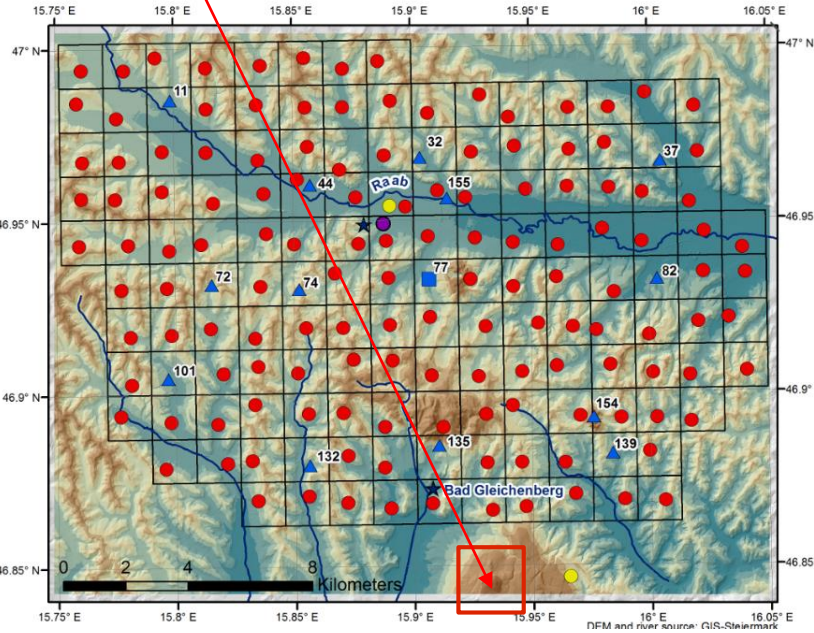 15.75° E 15.8° E 15.85° E 15.9° E 15.95° E 16° E 16.05° E
47° N 47° N
11
32
37
44 Raab 155
46.95° N 46.95° N
77
72 74 82
46.9° N 46.9° N
101
154
135 139
132
Bad Gleichenberg
46.85° N 46.85° N
0 2 4 8
Kilometers
15.75° E 15.8° E 15.85° E 15.9° E 15.95° E 16° E 16.05° E
DEM and river source: GIS-Steiermark